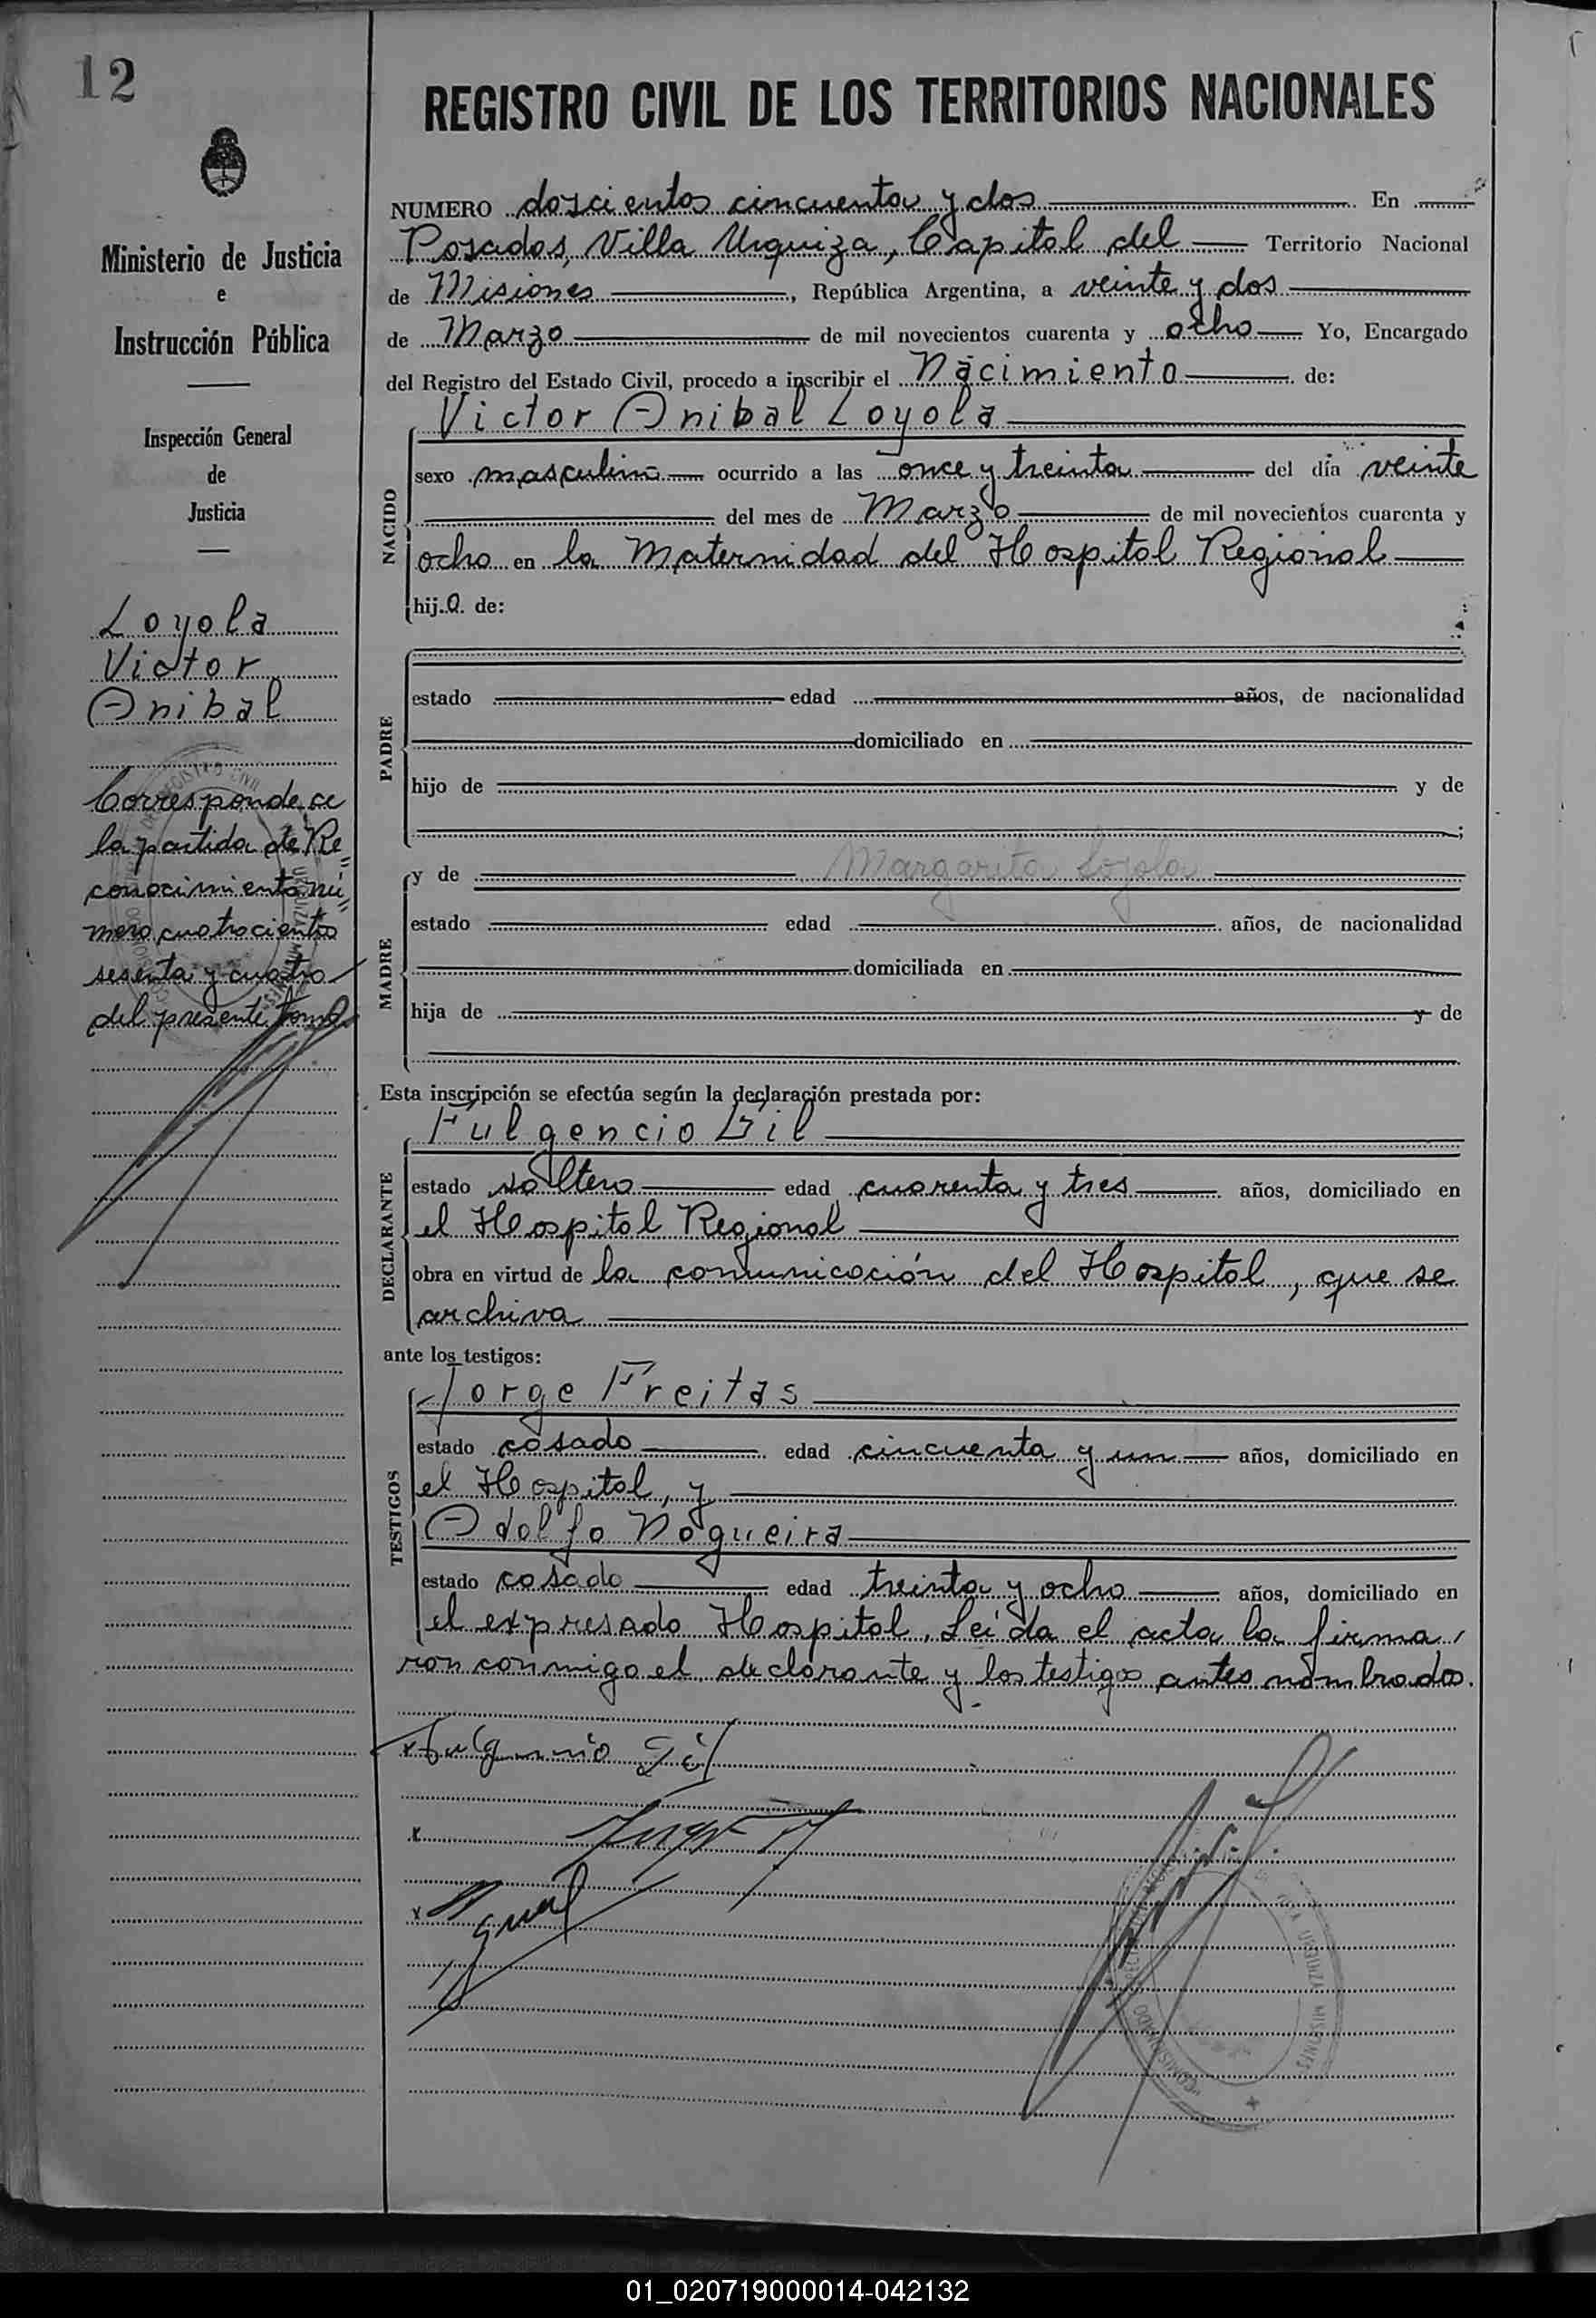 12
REGISTRO CIVIL DE LOS TERRITORIOS NACIONALES
Ministerio de Justicia
e
Instrucción Pública
Inspección General
de
Justicia
Loyola
Victor
Anibal
Corresponde a
la partida de Re
conocimiento nú
mero cuatrocientos
sesenta y cuatro
del presente tomo
NUMERO doscientos cincuenta y dos En
Posadas, Villa Urquiza, Capital del Territorio Nacional
de Misiones, República Argentina, a veinte y dos
de Marzo de mil novecientos cuarenta y ocho Yo, Encargado
del Registro del Estado Civil, procedo a inscribir el Nacimiento de:
Victor Anibal Loyola
NACIDO
sexo masculino ocurrido a las once y treinta del día veinte
del mes de Marzo de mil novecientos cuarenta y
ocho en la Maternidad del Hospital Regional
hijo de:
PADRE
estado edad años, de nacionalidad
domiciliado en
hijo de y de
;
y de Margarita Loyola
MADRE
estado edad años, de nacionalidad
domiciliada en
hija de y de
Esta inscripción se efectúa según la declaración prestada por:
Fulgencio Gil
DECLARANTE
estado soltero edad cuarenta y tres años, domiciliado en
el Hospital Regional
obra en virtud de la comunicación del Hospital, que se
archiva
ante los testigos:
Jorge Freitas
TESTIGOS
estado casado edad cincuenta y un años, domiciliado en
el Hospital, y
Adolfo Nogueira
estado casado edad treinta y ocho años, domiciliado en
el expresado Hospital. Leída el acta la firma
ron conmigo el declarante y los testigos antes nombrados.
x Fulgencio Gil
x
x
01_020719000014-042132